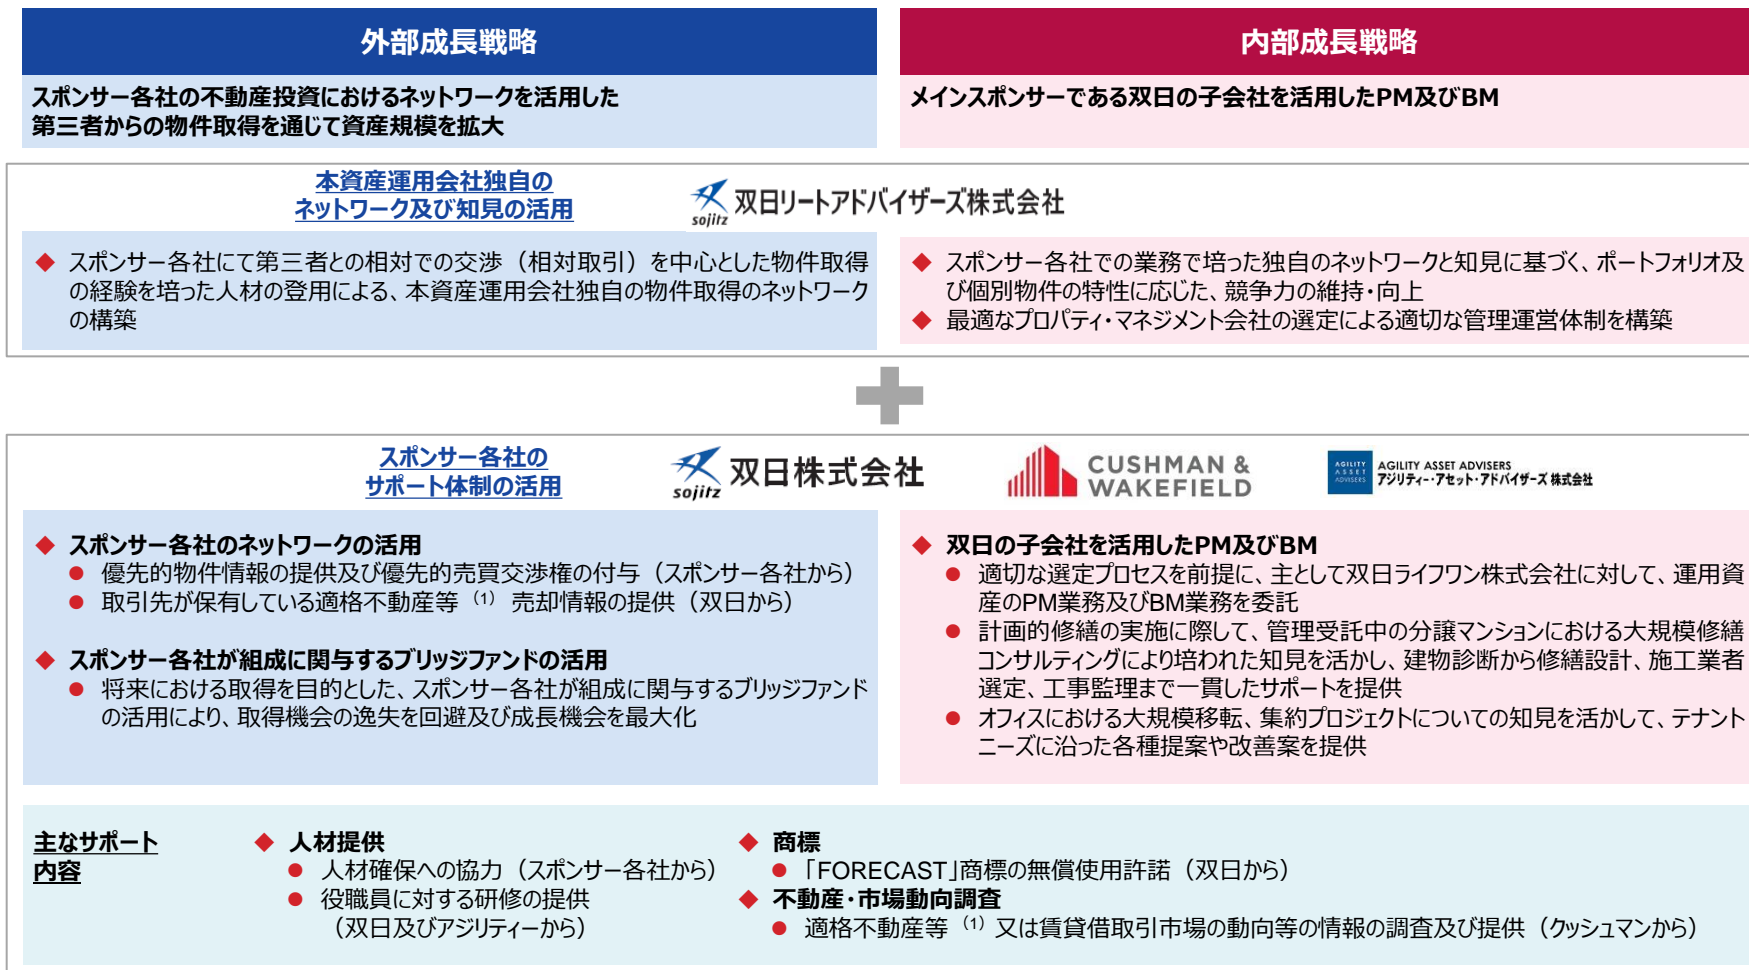 外部成長戦略
スポンサー各社の不動産投資におけるネットワークを活用した
第三者からの物件取得を通じて資産規模を拡大
内部成長戦略
メインスポンサーである双日の子会社を活用したPM及びBM
本資産運用会社独自の
ネットワーク及び知見の活用
sojitz 双日リートアドバイザーズ株式会社
◆ スポンサー各社にて第三者との相対での交渉（相対取引）を中心とした物件取得
の経験を培った人材の登用による、本資産運用会社独自の物件取得のネットワーク
の構築
◆ スポンサー各社での業務で培った独自のネットワークと知見に基づく、ポートフォリオ及
び個別物件の特性に応じた、競争力の維持・向上
◆ 最適なプロパティ・マネジメント会社の選定による適切な管理運営体制を構築
スポンサー各社の
サポート体制の活用
sojitz 双日株式会社
CUSHMAN &
WAKEFIELD
AGILITY
ASSET
ADVISERS
AGILITY ASSET ADVISERS
アジリティー・アセット・アドバイザーズ 株式会社
◆ スポンサー各社のネットワークの活用
● 優先的物件情報の提供及び優先的売買交渉権の付与（スポンサー各社から）
● 取引先が保有している適格不動産等（1）売却情報の提供（双日から）
◆ スポンサー各社が組成に関与するブリッジファンドの活用
● 将来における取得を目的とした、スポンサー各社が組成に関与するブリッジファンド
の活用により、取得機会の逸失を回避及び成長機会を最大化
◆ 双日の子会社を活用したPM及びBM
● 適切な選定プロセスを前提に、主として双日ライフワン株式会社に対して、運用資
産のPM業務及びBM業務を委託
● 計画的修繕の実施に際して、管理受託中の分譲マンションにおける大規模修繕
コンサルティングにより培われた知見を活かし、建物診断から修繕設計、施工業者
選定、工事監理まで一貫したサポートを提供
● オフィスにおける大規模移転、集約プロジェクトについての知見を活かして、テナント
ニーズに沿った各種提案や改善案を提供
主なサポート
内容
◆ 人材提供
● 人材確保への協力（スポンサー各社から）
● 役職員に対する研修の提供
（双日及びアジリティーから）
◆ 商標
● 「FORECAST」商標の無償使用許諾（双日から）
◆ 不動産・市場動向調査
● 適格不動産等（1）又は賃貸借取引市場の動向等の情報の調査及び提供（クッシュマンから）